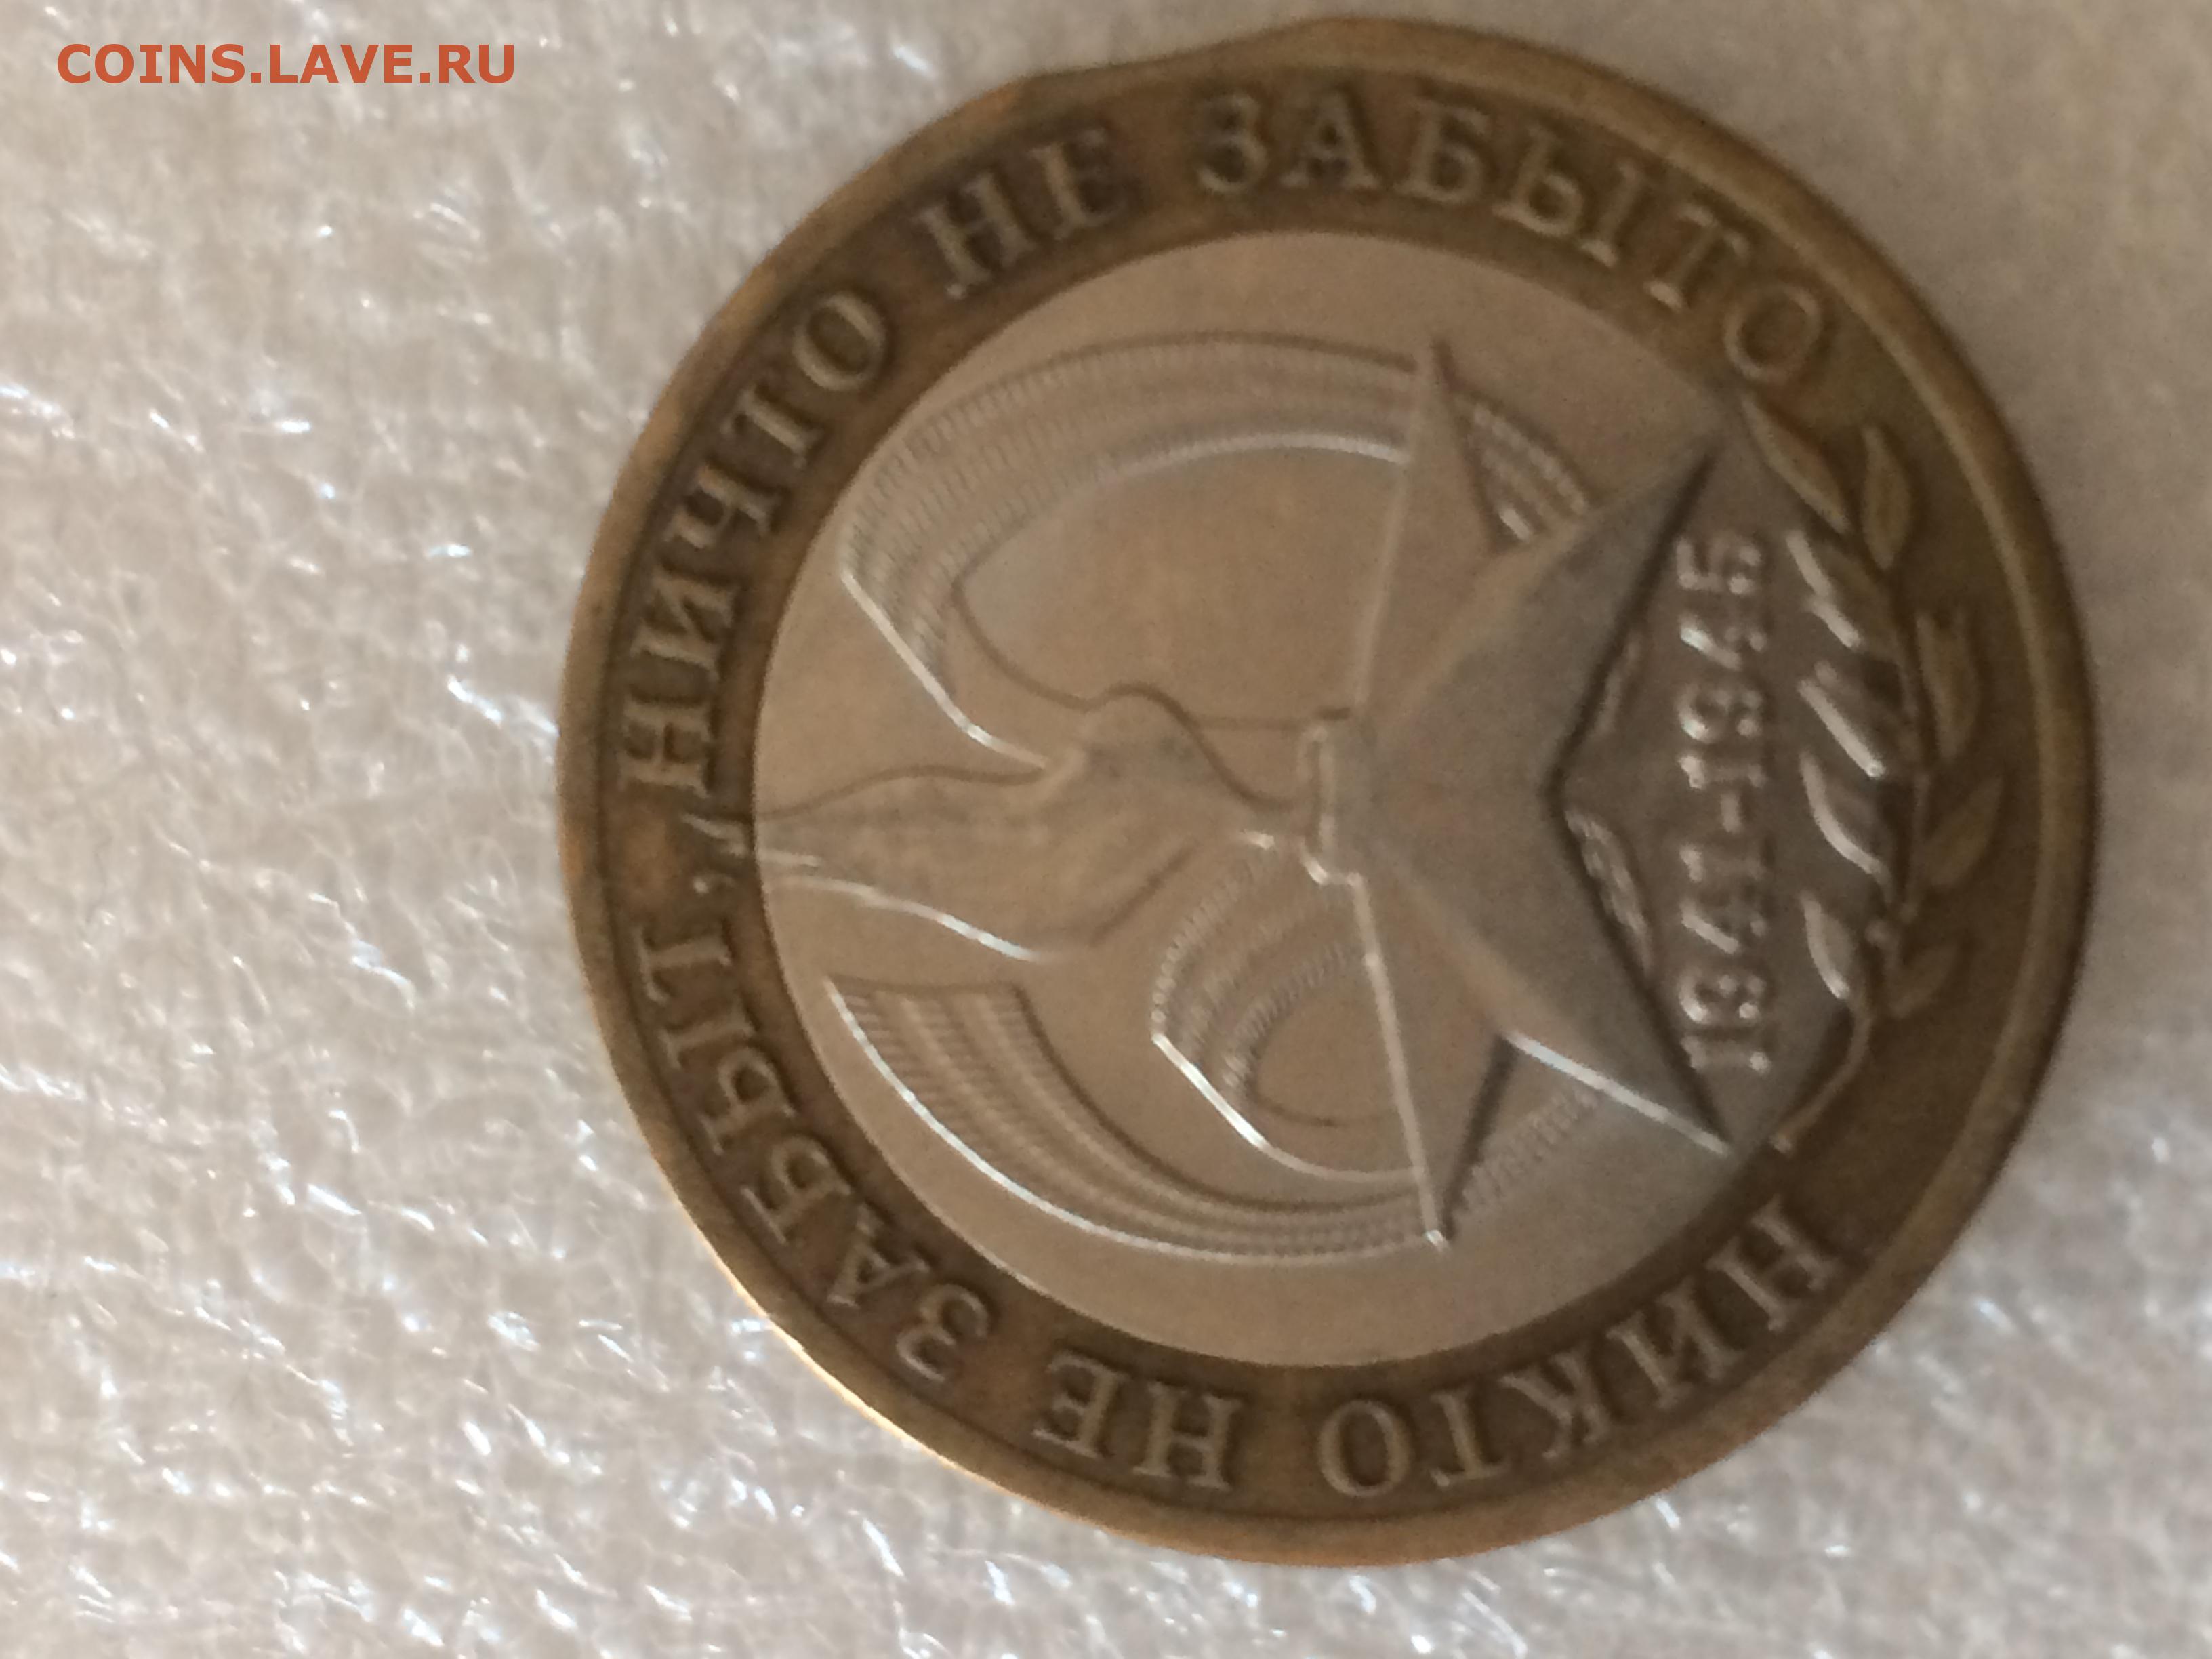 COINS.LAVE.RU
НИКТО НЕ ЗАБЫТ, НИЧТО НЕ ЗАБЫТО
1941-1945